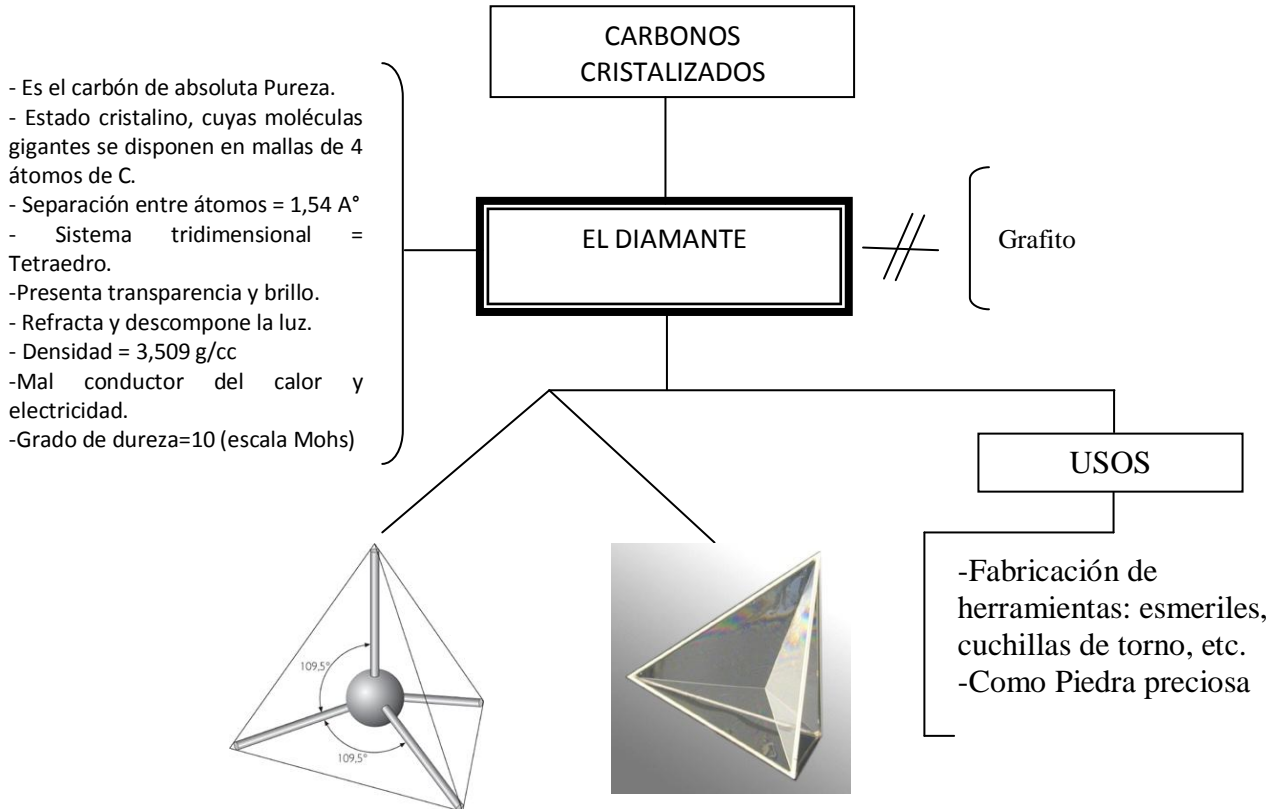 CARBONOS
CRISTALIZADOS
- Es el carbón de absoluta Pureza.
- Estado cristalino, cuyas moléculas
gigantes se disponen en mallas de 4
átomos de C.
- Separación entre átomos = 1,54 A°
- Sistema tridimensional =
Tetraedro.
-Presenta transparencia y brillo.
- Refracta y descompone la luz.
- Densidad = 3,509 g/cc
-Mal conductor del calor y
electricidad.
-Grado de dureza=10 (escala Mohs)
EL DIAMANTE
Grafito
USOS
-Fabricación de
herramientas: esmeriles,
cuchillas de torno, etc.
-Como Piedra preciosa
109,5°
109,5°